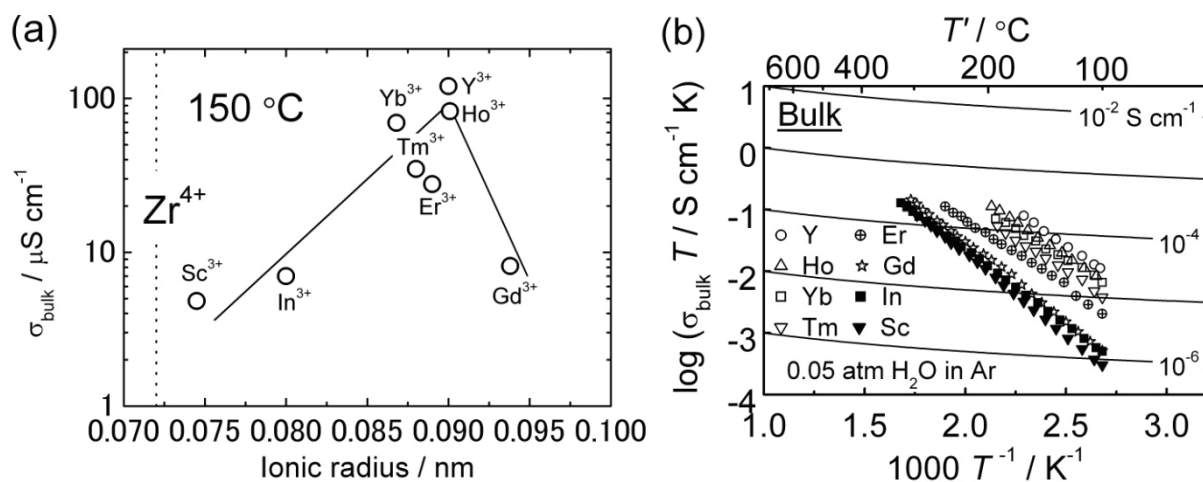 (a)
150 °C
Zr4+
Sc3+
In3+
Yb3+
Tm3+
Er3+
Y3+
Ho3+
Gd3+
100
10
1
σbulk / μS cm-1
0.070 0.075 0.080 0.085 0.090 0.095 0.100
Ionic radius / nm
(b)
T' / °C
600 400 200 100
Bulk
10-2 S cm-1
10-4
10-6
Y Er
Ho Gd
Yb In
Tm Sc
0.05 atm H2O in Ar
1
0
-1
-2
-3
-4
log (σbulk T / S cm-1 K)
1.0 1.5 2.0 2.5 3.0
1000 T-1 / K-1